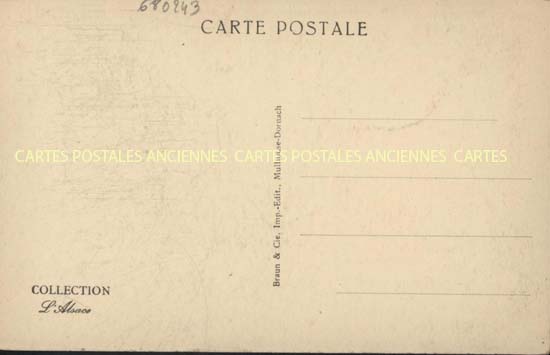 680243
CARTE POSTALE
Braun & Cie, Imp.-Edit., Mulhouse-Dornach
CARTES POSTALES ANCIENNES CARTES POSTALES ANCIENNES CARTES
COLLECTION
L'Alsace